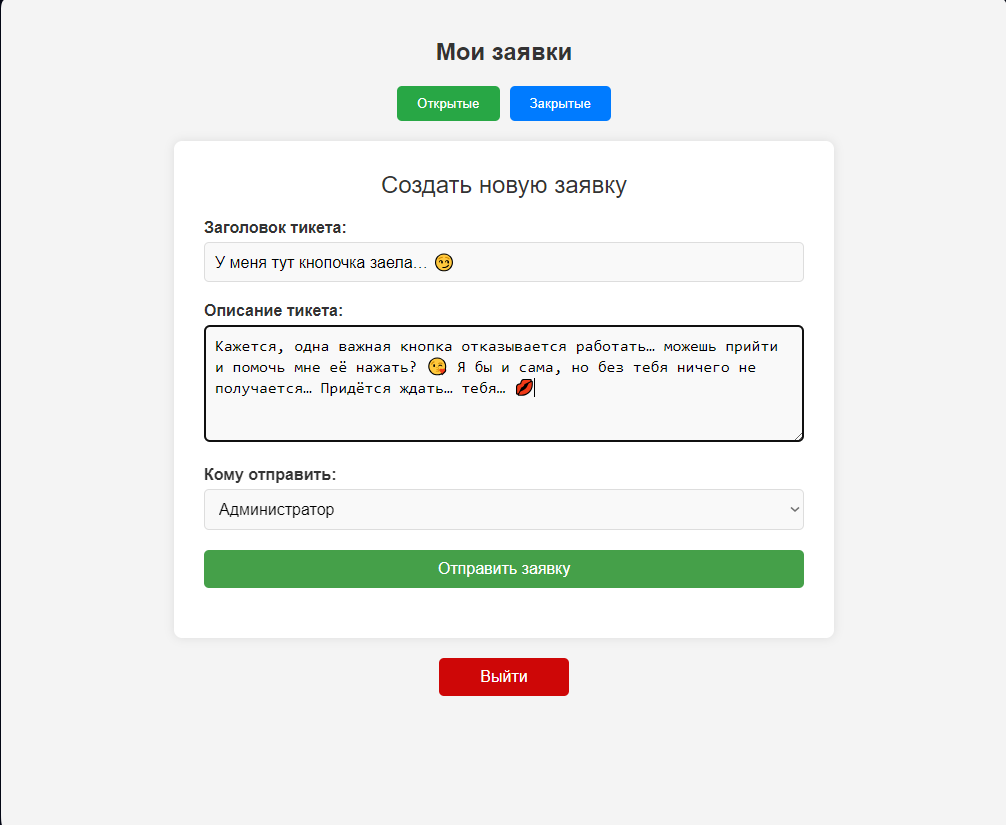 Мои заявки
Открытые Закрытые
Создать новую заявку
Заголовок тикета:
У меня тут кнопочка заела… 😏
Описание тикета:
Кажется, одна важная кнопка отказывается работать… можешь прийти
и помочь мне её нажать? 😘 Я бы и сама, но без тебя ничего не
получается… Придётся ждать… тебя… 💋
Кому отправить:
Администратор
Отправить заявку
Выйти